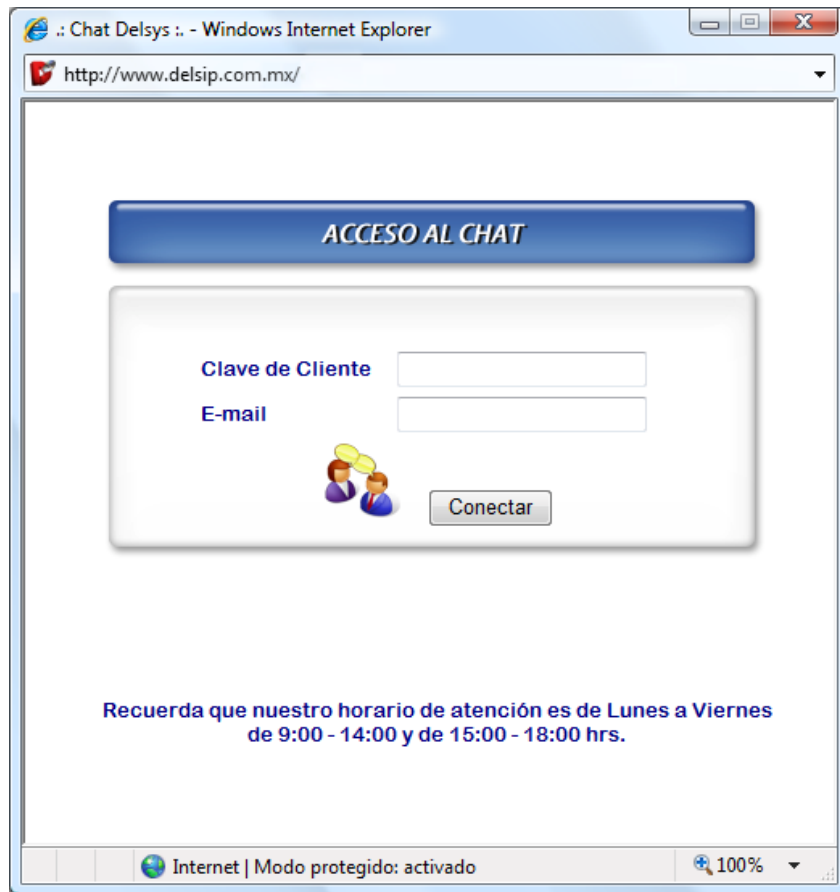 .: Chat Delsys :. - Windows Internet Explorer
http://www.delsip.com.mx/
ACCESO AL CHAT
Clave de Cliente
E-mail
Conectar
Recuerda que nuestro horario de atención es de Lunes a Viernes
de 9:00 - 14:00 y de 15:00 - 18:00 hrs.
Internet | Modo protegido: activado
100%